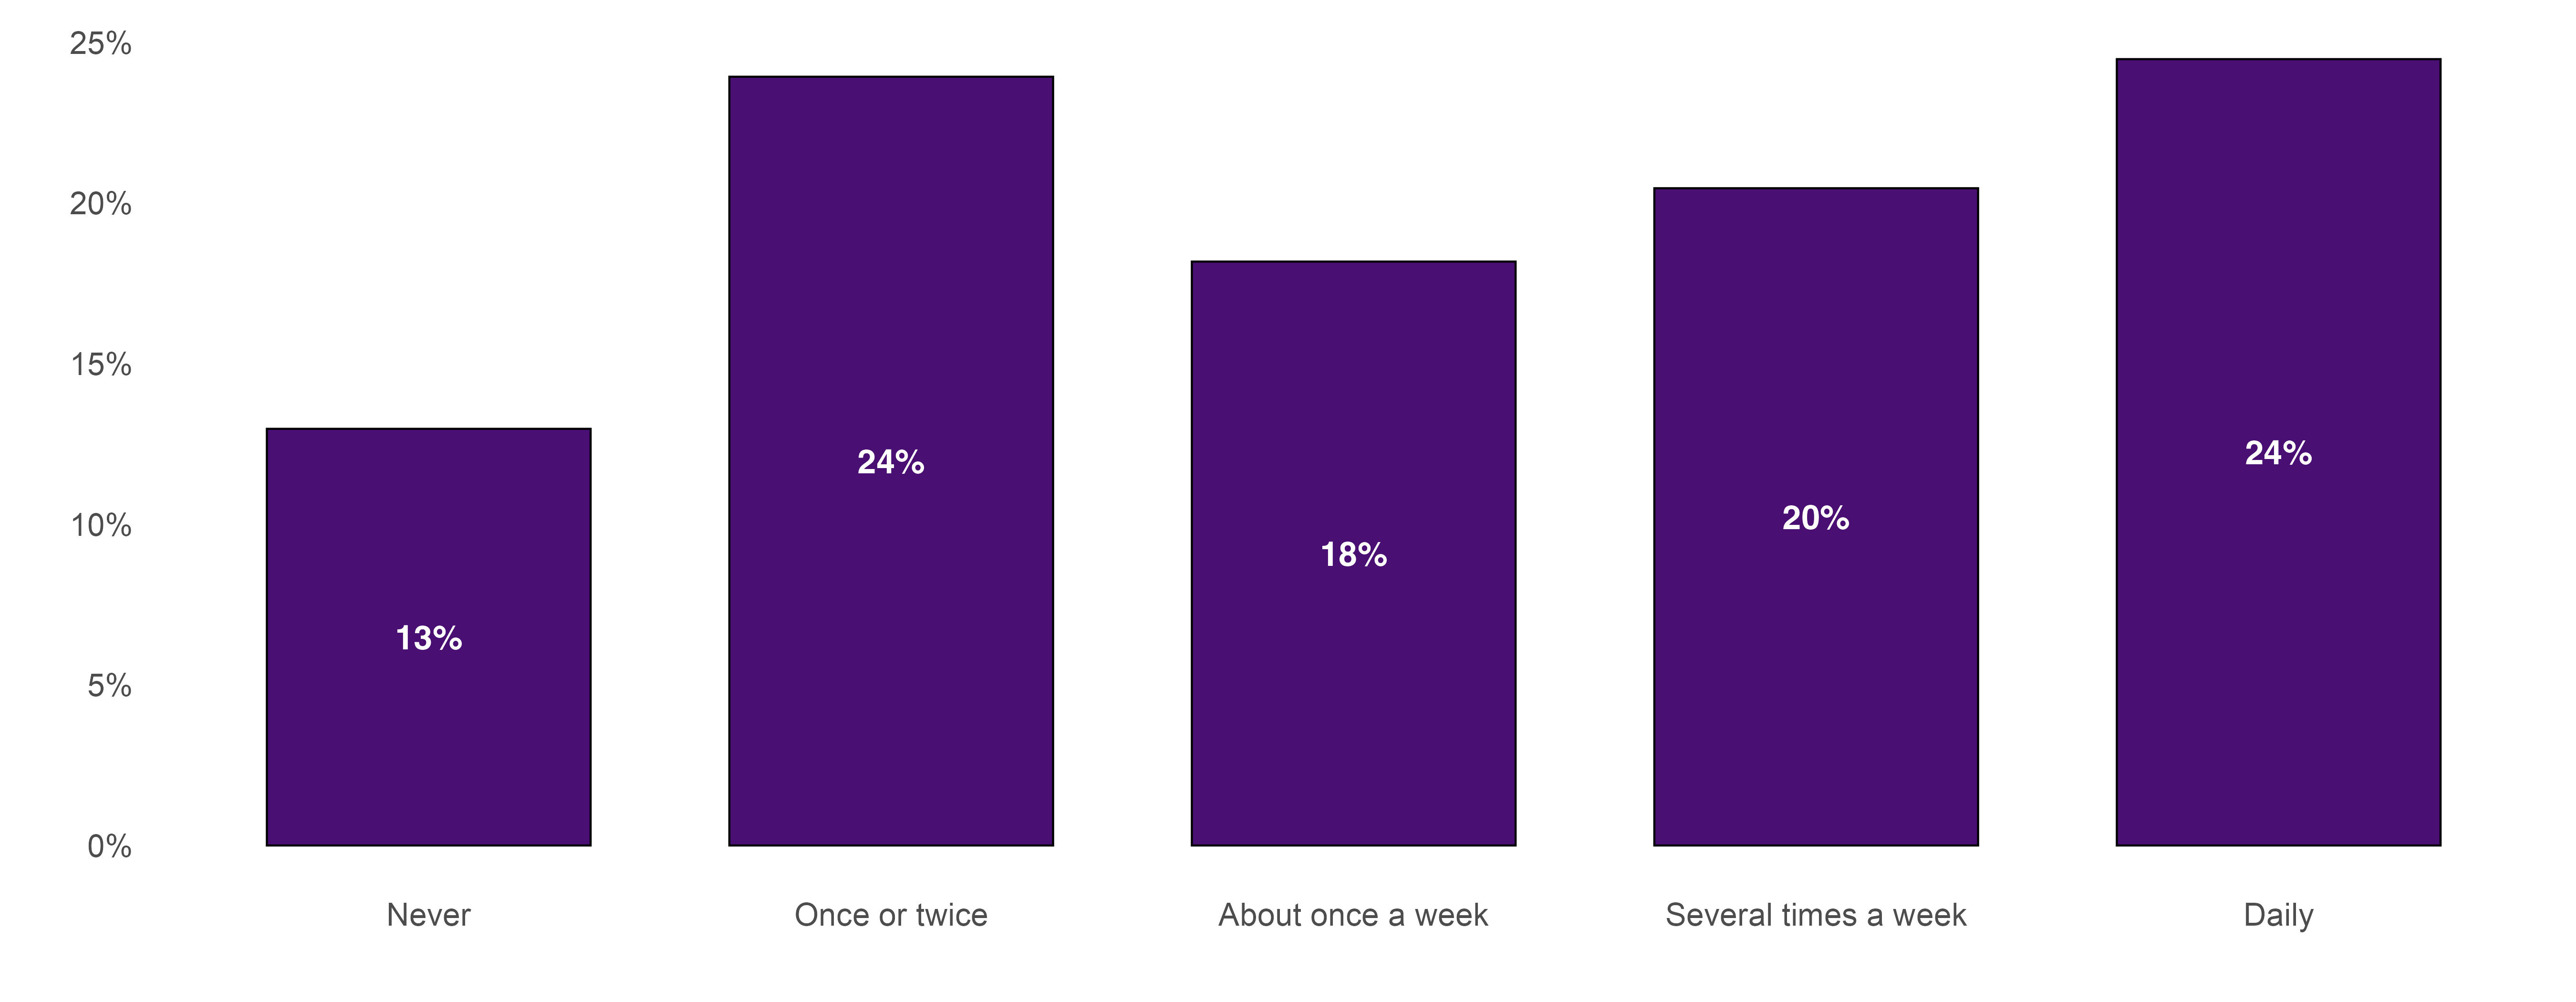 25%
20%
15%
10%
5%
0%
13%
24%
18%
20%
24%
Never
Once or twice
About once a week
Several times a week
Daily